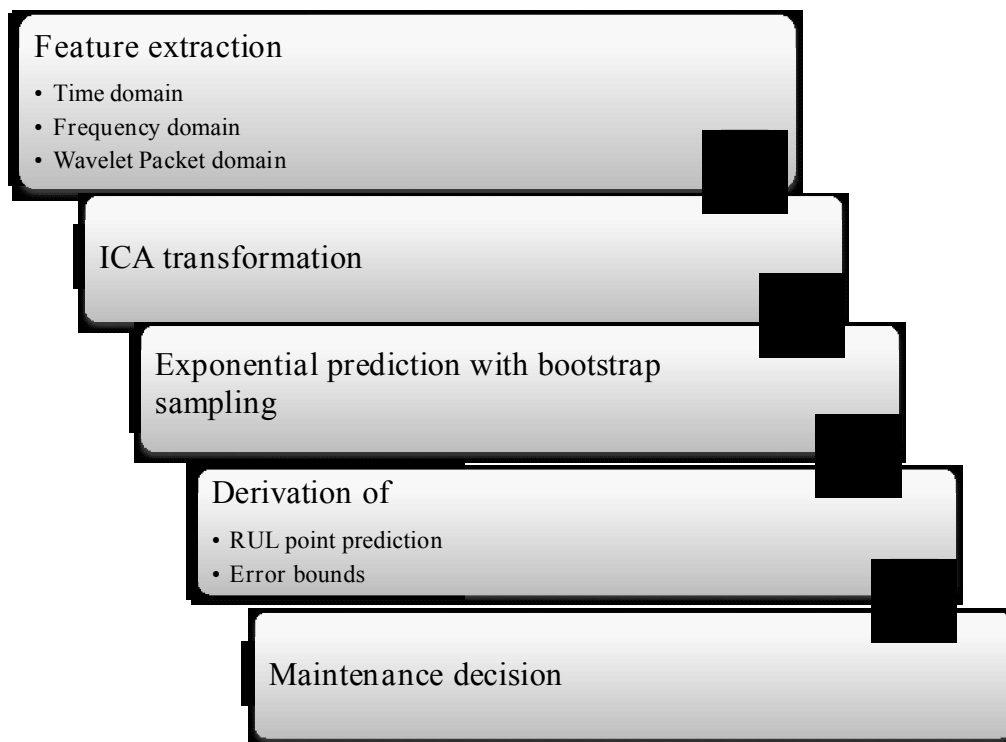 Feature extraction
• Time domain
• Frequency domain
• Wavelet Packet domain
ICA transformation
Exponential prediction with bootstrap
sampling
Derivation of
• RUL point prediction
• Error bounds
Maintenance decision